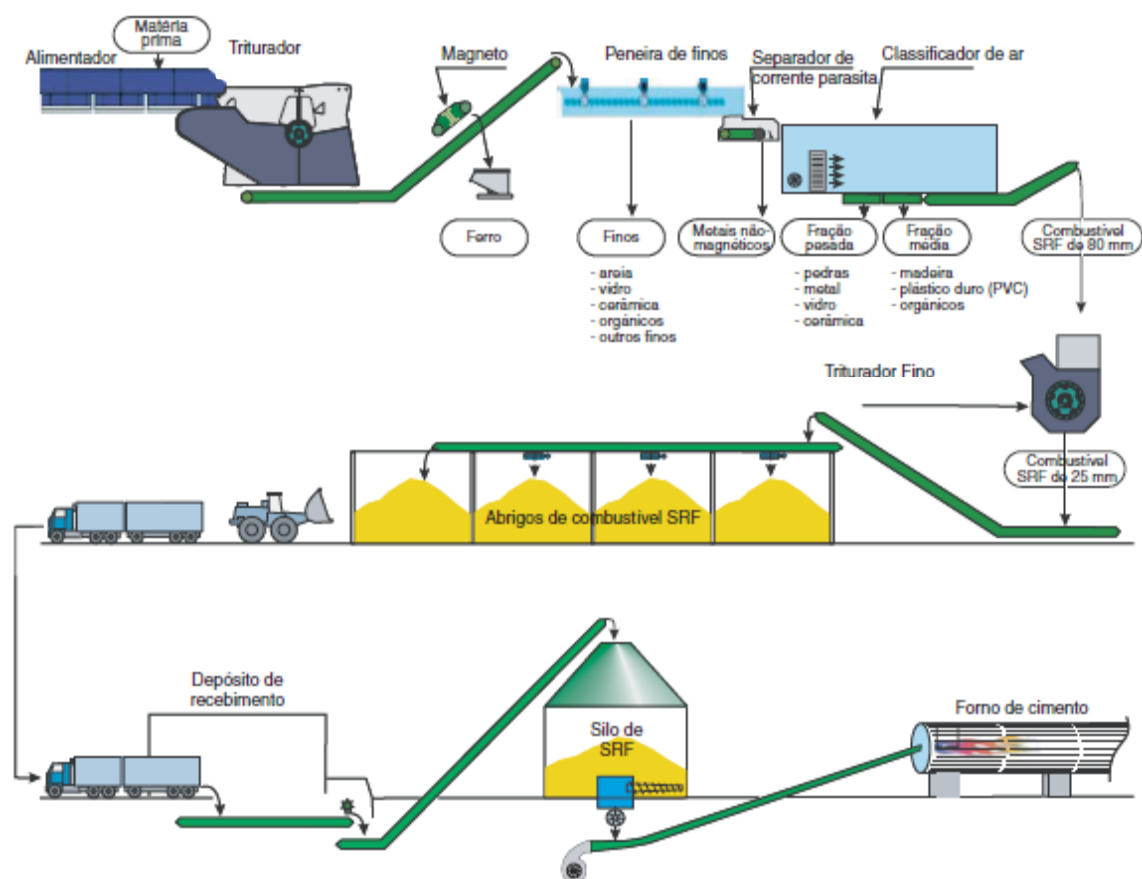 Matéria
prima
Alimentador
Triturador
Magneto
Peneira de finos
Separador de
corrente parasita
Classificador de ar
Ferro
Finos
Metais não-
magnéticos
Fração
pesada
Fração
média
Combustível
SRF de 80 mm
- areia
- vidro
- cerâmica
- orgánicos
- outros finos
- pedras
- metal
- vidro
- cerâmica
- madeira
- plástico duro (PVC)
- orgánicos
Triturador Fino
Combustível
SRF de 25 mm
Abrigos de combustível SRF
Depósito de
recebimento
Silo de
SRF
Forno de cimento